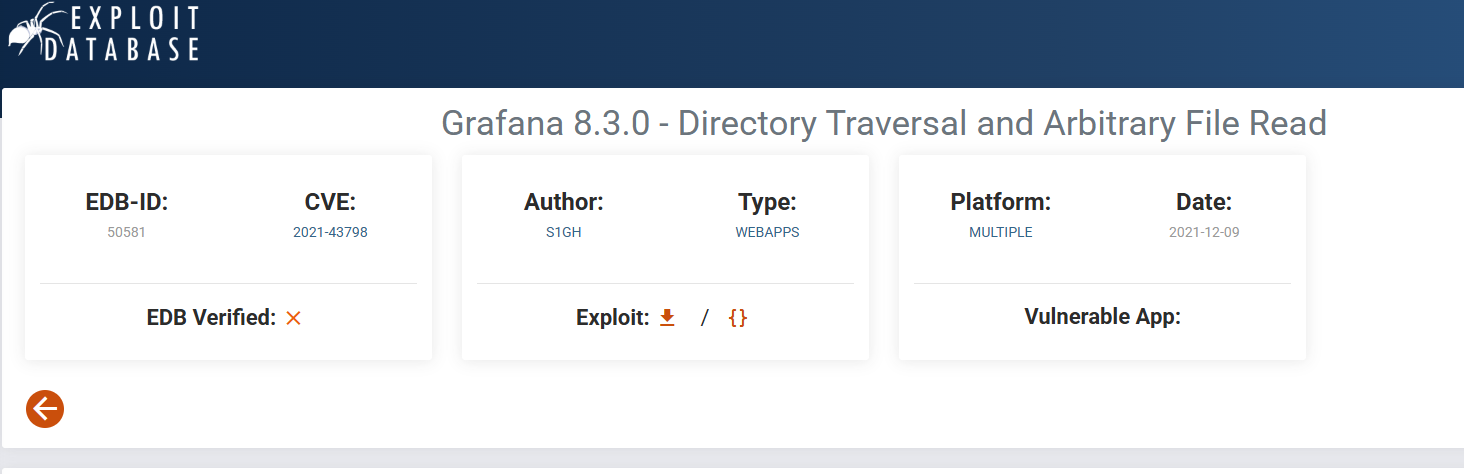 EXPLOIT
DATABASE
Grafana 8.3.0 - Directory Traversal and Arbitrary File Read
EDB-ID:
50581
CVE:
2021-43798
EDB Verified:
Author:
S1GH
Type:
WEBAPPS
Exploit: / {}
Platform:
MULTIPLE
Date:
2021-12-09
Vulnerable App: